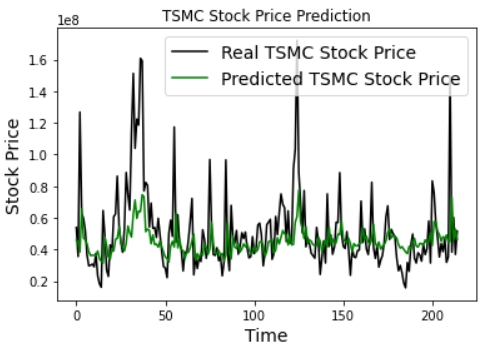 TSMC Stock Price Prediction
1e8
Real TSMC Stock Price
Predicted TSMC Stock Price
1.6
1.4
1.2
1.0
0.8
0.6
0.4
0.2
Stock Price
0 50 100 150 200
Time